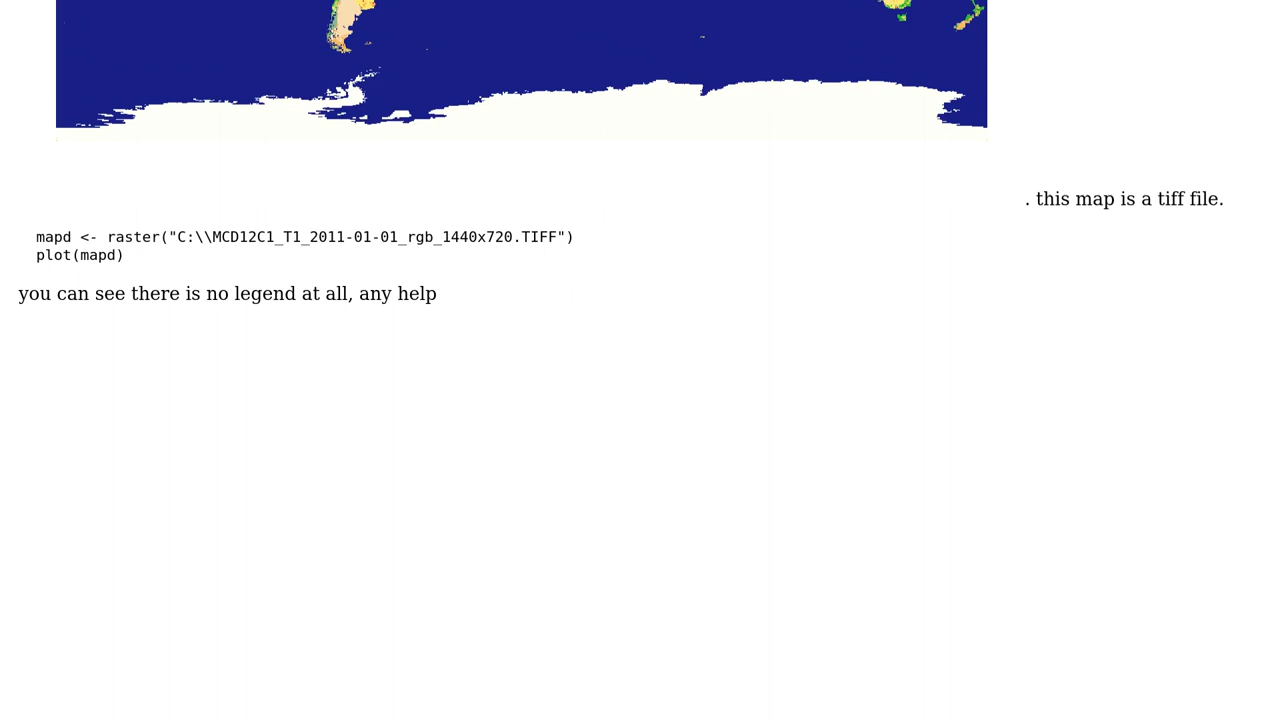 . this map is a tiff file.
mapd <- raster("C:\\MCD12C1_T1_2011-01-01_rgb_1440x720.TIFF")
plot(mapd)
you can see there is no legend at all, any help